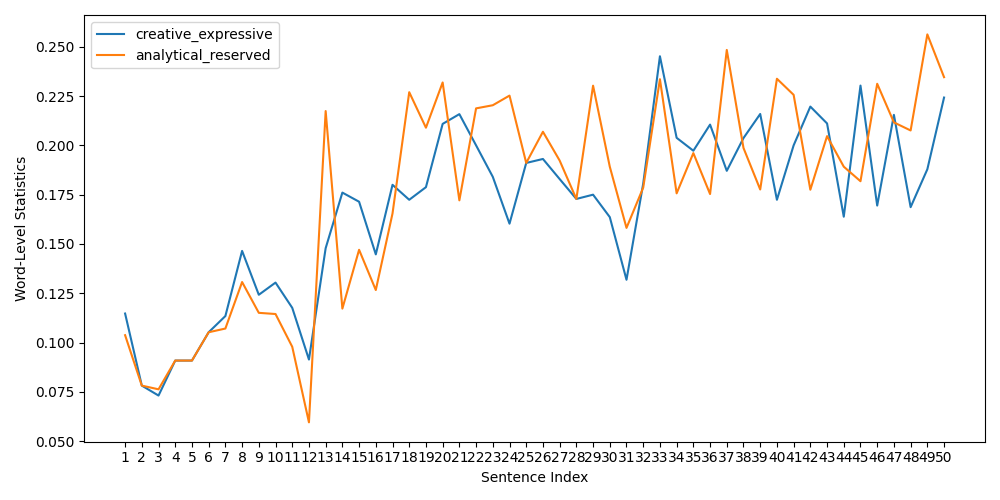 creative_expressive
analytical_reserved
0.250
0.225
0.200
0.175
0.150
0.125
0.100
0.075
0.050
Word-Level Statistics
1 2 3 4 5 6 7 8 9 10 11 12 13 14 15 16 17 18 19 20 21 22 23 24 25 26 27 28 29 30 31 32 33 34 35 36 37 38 39 40 41 42 43 44 45 46 47 48 49 50
Sentence Index